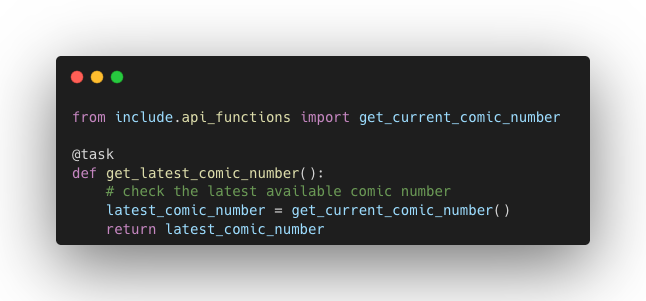 from include.api_functions import get_current_comic_number
@task
def get_latest_comic_number():
# check the latest available comic number
latest_comic_number = get_current_comic_number()
return latest_comic_number